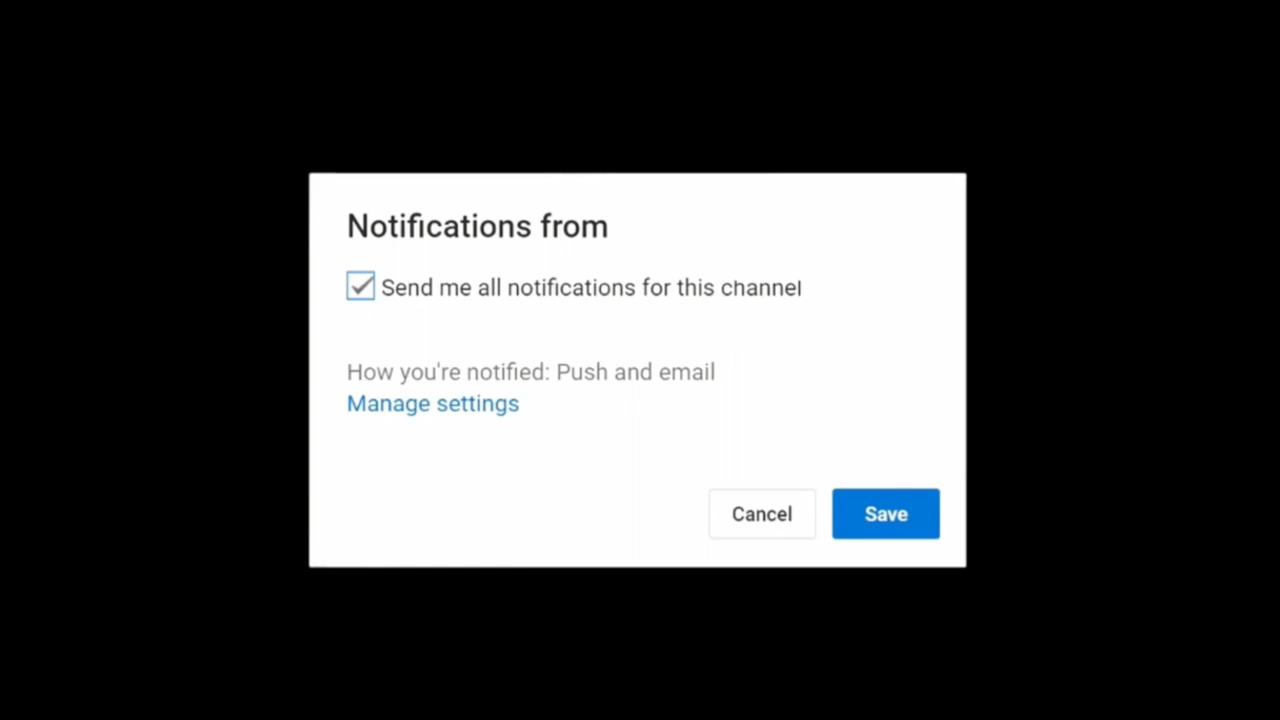 Notifications from
Send me all notifications for this channel
How you're notified: Push and email
Manage settings
Cancel
Save